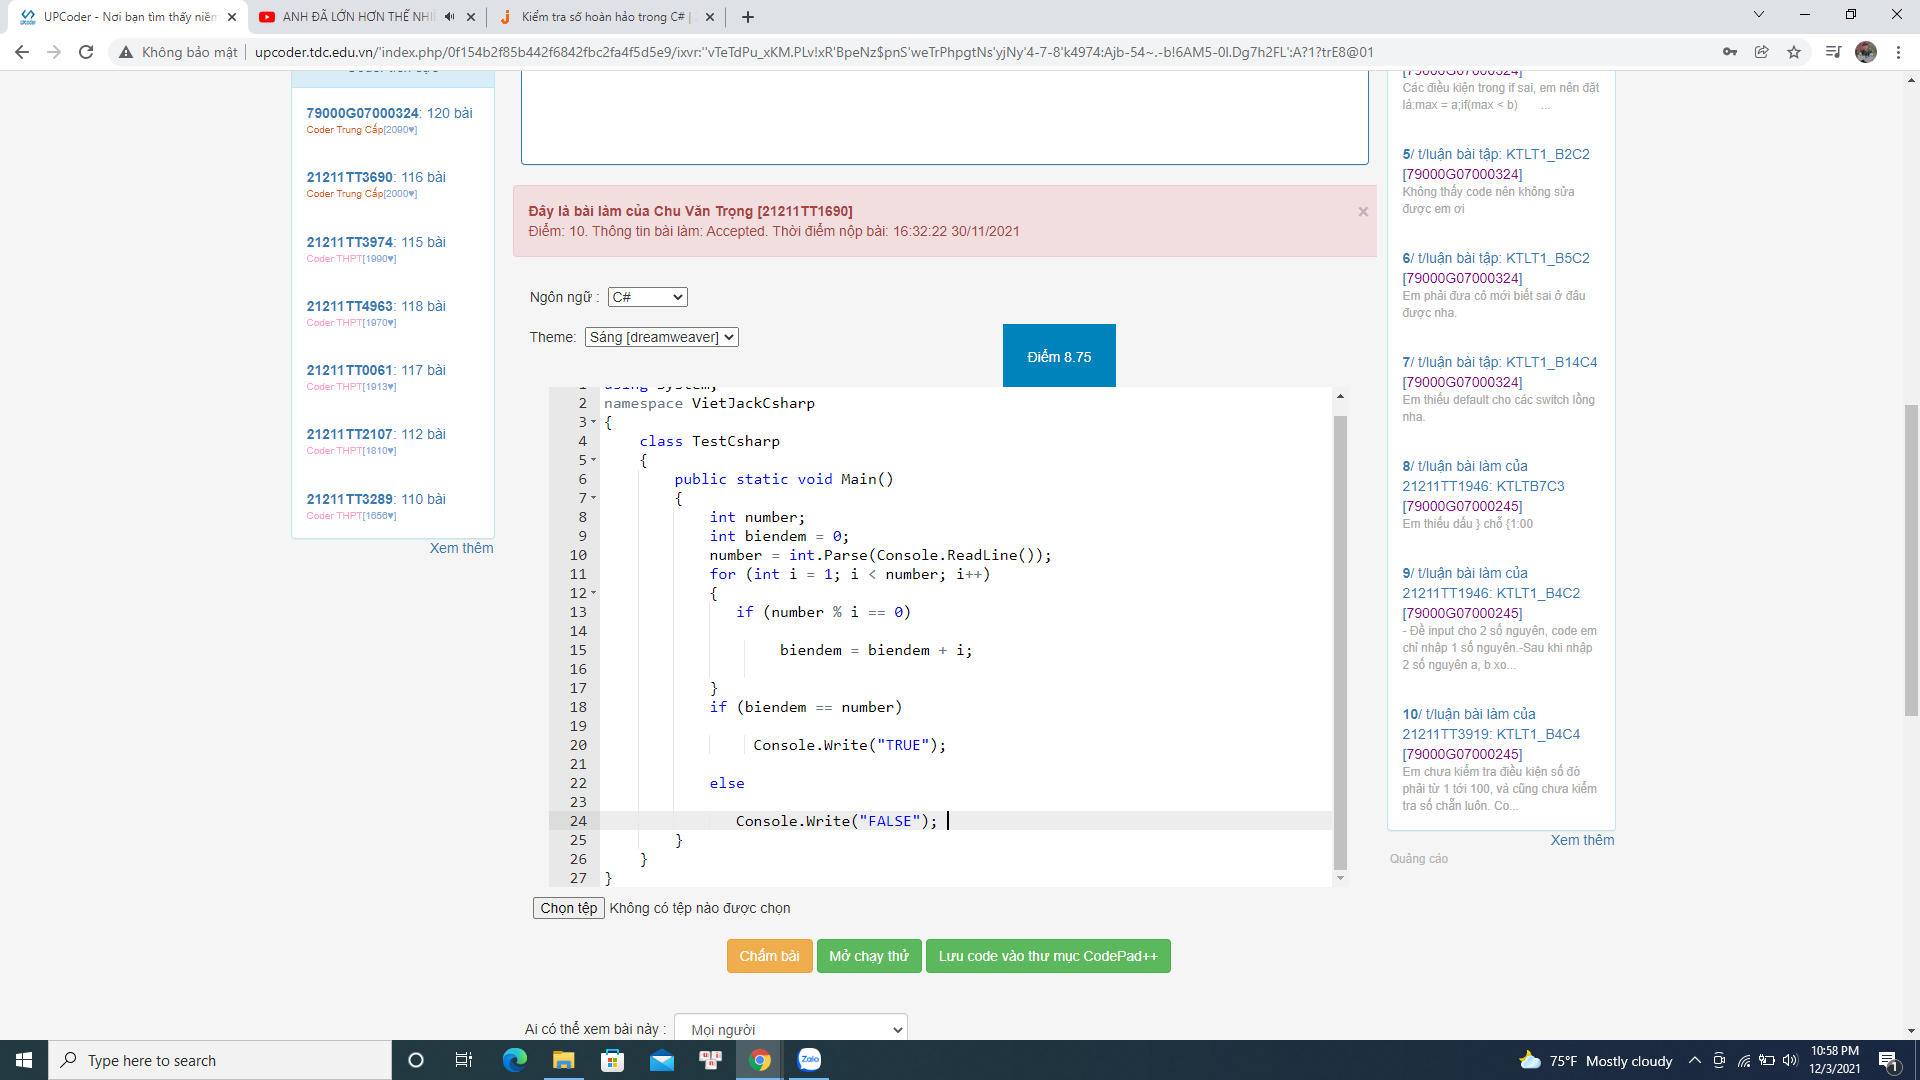 UPCoder - Nơi bạn tìm thấy niềm
ANH ĐÃ LỚN HƠN THẾ NHI
Kiểm tra số hoàn hảo trong C# |
Không bảo mật
upcoder.tdc.edu.vn/'index.php/0f154b2f85b442f6842fbc2fa4f5d5e9/ixvr:''vTeTdPu_xKM.PLv!xR'BpeNz$pnS'weTrPhpgtNs'yjNy'4-7-8'k4974:Ajb-54~.-b!6AM5-0I.Dg7h2FL':A?1?trE8@01
79000G07000324: 120 bài
Coder Trung Cấp[2090♥]
21211TT3690: 116 bài
Coder Trung Cấp[2000♥]
21211TT3974: 115 bài
Coder THPT[1990♥]
21211TT4963: 118 bài
Coder THPT[1970♥]
21211TT0061: 117 bài
Coder THPT[1913♥]
21211TT2107: 112 bài
Coder THPT[1810♥]
21211TT3289: 110 bài
Coder THPT[1656♥]
Xem thêm
Đây là bài làm của Chu Văn Trọng [21211TT1690]
Điểm: 10. Thông tin bài làm: Accepted. Thời điểm nộp bài: 16:32:22 30/11/2021
Ngôn ngữ : C#
Theme: Sáng [dreamweaver]
Điểm 8.75
1 using System;
2 namespace VietJackCsharp
3 {
4 class TestCsharp
5 {
6 public static void Main()
7 {
8 int number;
9 int biendem = 0;
10 number = int.Parse(Console.ReadLine());
11 for (int i = 1; i < number; i++)
12 {
13 if (number % i == 0)
14
15 biendem = biendem + i;
16
17 }
18 if (biendem == number)
19
20 Console.Write("TRUE");
21
22 else
23
24 Console.Write("FALSE");
25 }
26 }
27 }
Chọn tệp Không có tệp nào được chọn
Chấm bài
Mở chạy thử
Lưu code vào thư mục CodePad++
Ai có thể xem bài này : Mọi người
[79000G07000324]
Các điều kiện trong if sai, em nên đặt
là:max = a;if(max < b) ...
5/ t/luận bài tập: KTLT1_B2C2
[79000G07000324]
Không thấy code nên không sửa
được em ơi
6/ t/luận bài tập: KTLT1_B5C2
[79000G07000324]
Em phải đưa cô mới biết sai ở đâu
được nha.
7/ t/luận bài tập: KTLT1_B14C4
[79000G07000324]
Em thiếu default cho các switch lồng
nha.
8/ t/luận bài làm của
21211TT1946: KTLTB7C3
[79000G07000245]
Em thiếu dấu } chỗ {1:00
9/ t/luận bài làm của
21211TT1946: KTLT1_B4C2
[79000G07000245]
- Đề input cho 2 số nguyên, code em
chỉ nhập 1 số nguyên.-Sau khi nhập
2 số nguyên a, b xo...
10/ t/luận bài làm của
21211TT3919: KTLT1_B4C4
[79000G07000245]
Em chưa kiểm tra điều kiện số đó
phải từ 1 tới 100, và cũng chưa kiểm
tra số chẵn luôn. Co...
Xem thêm
Quảng cáo
Type here to search
Zalo
75°F Mostly cloudy
10:58 PM
12/3/2021
1